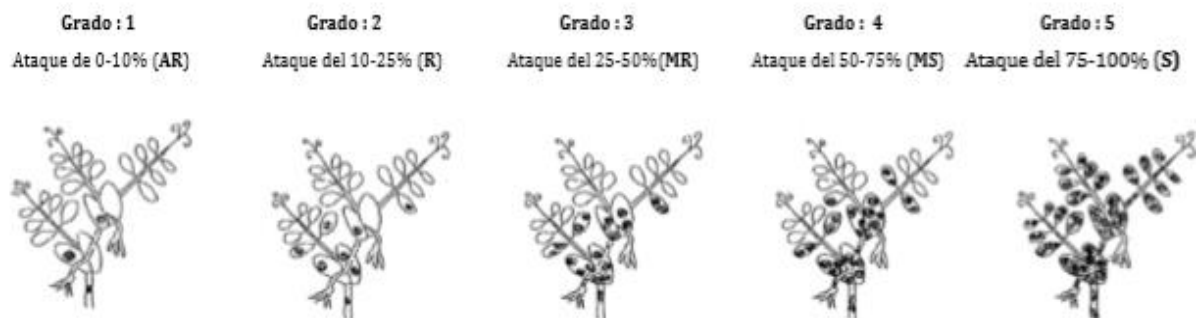 Grado : 1 Grado : 2 Grado : 3 Grado : 4 Grado : 5
Ataque de 0-10% (AR) Ataque del 10-25% (R) Ataque del 25-50%(MR) Ataque del 50-75% (MS) Ataque del 75-100% (S)